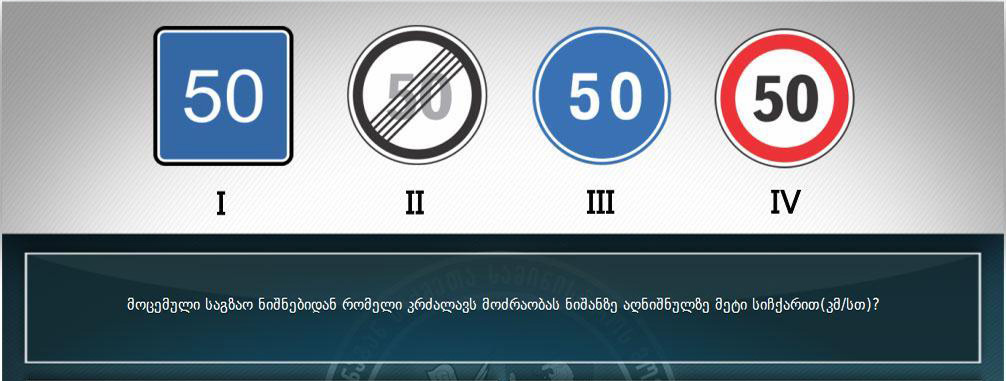 50 50 50 50
I II III IV
მოცემული საგზაო ნიშნებიდან რომელი კრძალავს მოძრაობას ნიშანზე აღნიშნულზე მეტი სიჩქარით(კმ/სთ)?